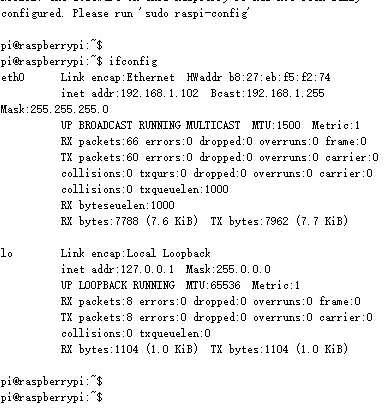 configured. Please run 'sudo raspi-config'
pi@raspberrypi:~$
pi@raspberrypi:~$ ifconfig
eth0 Link encap:Ethernet HWaddr b8:27:eb:f5:f2:74
inet addr:192.168.1.102 Bcast:192.168.1.255
Mask:255.255.255.0
UP BROADCAST RUNNING MULTICAST MTU:1500 Metric:1
RX packets:66 errors:0 dropped:0 overruns:0 frame:0
TX packets:60 errors:0 dropped:0 overruns:0 carrier:0
collisions:0 txqurs:0 dropped:0 overruns:0 carrier:0
collisions:0 txqueuelen:1000
RX byteseuelen:1000
RX bytes:7788 (7.6 KiB) TX bytes:7962 (7.7 KiB)
lo Link encap:Local Loopback
inet addr:127.0.0.1 Mask:255.0.0.0
UP LOOPBACK RUNNING MTU:65536 Metric:1
RX packets:8 errors:0 dropped:0 overruns:0 frame:0
TX packets:8 errors:0 dropped:0 overruns:0 carrier:0
collisions:0 txqueuelen:0
RX bytes:1104 (1.0 KiB) TX bytes:1104 (1.0 KiB)
pi@raspberrypi:~$
pi@raspberrypi:~$